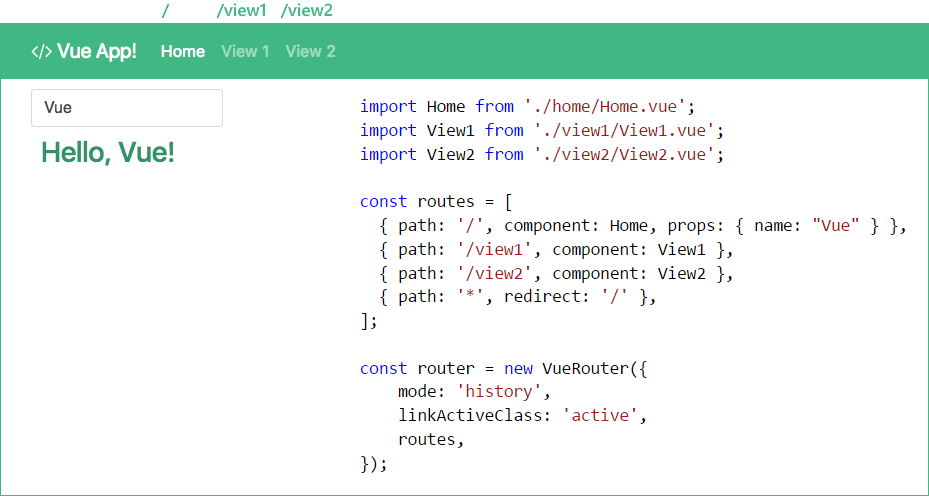 / /view1 /view2
</> Vue App! Home View 1 View 2
Vue
Hello, Vue!
import Home from './home/Home.vue';
import View1 from './view1/View1.vue';
import View2 from './view2/View2.vue';
const routes = [
  { path: '/', component: Home, props: { name: "Vue" } },
  { path: '/view1', component: View1 },
  { path: '/view2', component: View2 },
  { path: '*', redirect: '/' },
];
const router = new VueRouter({
    mode: 'history',
    linkActiveClass: 'active',
    routes,
});